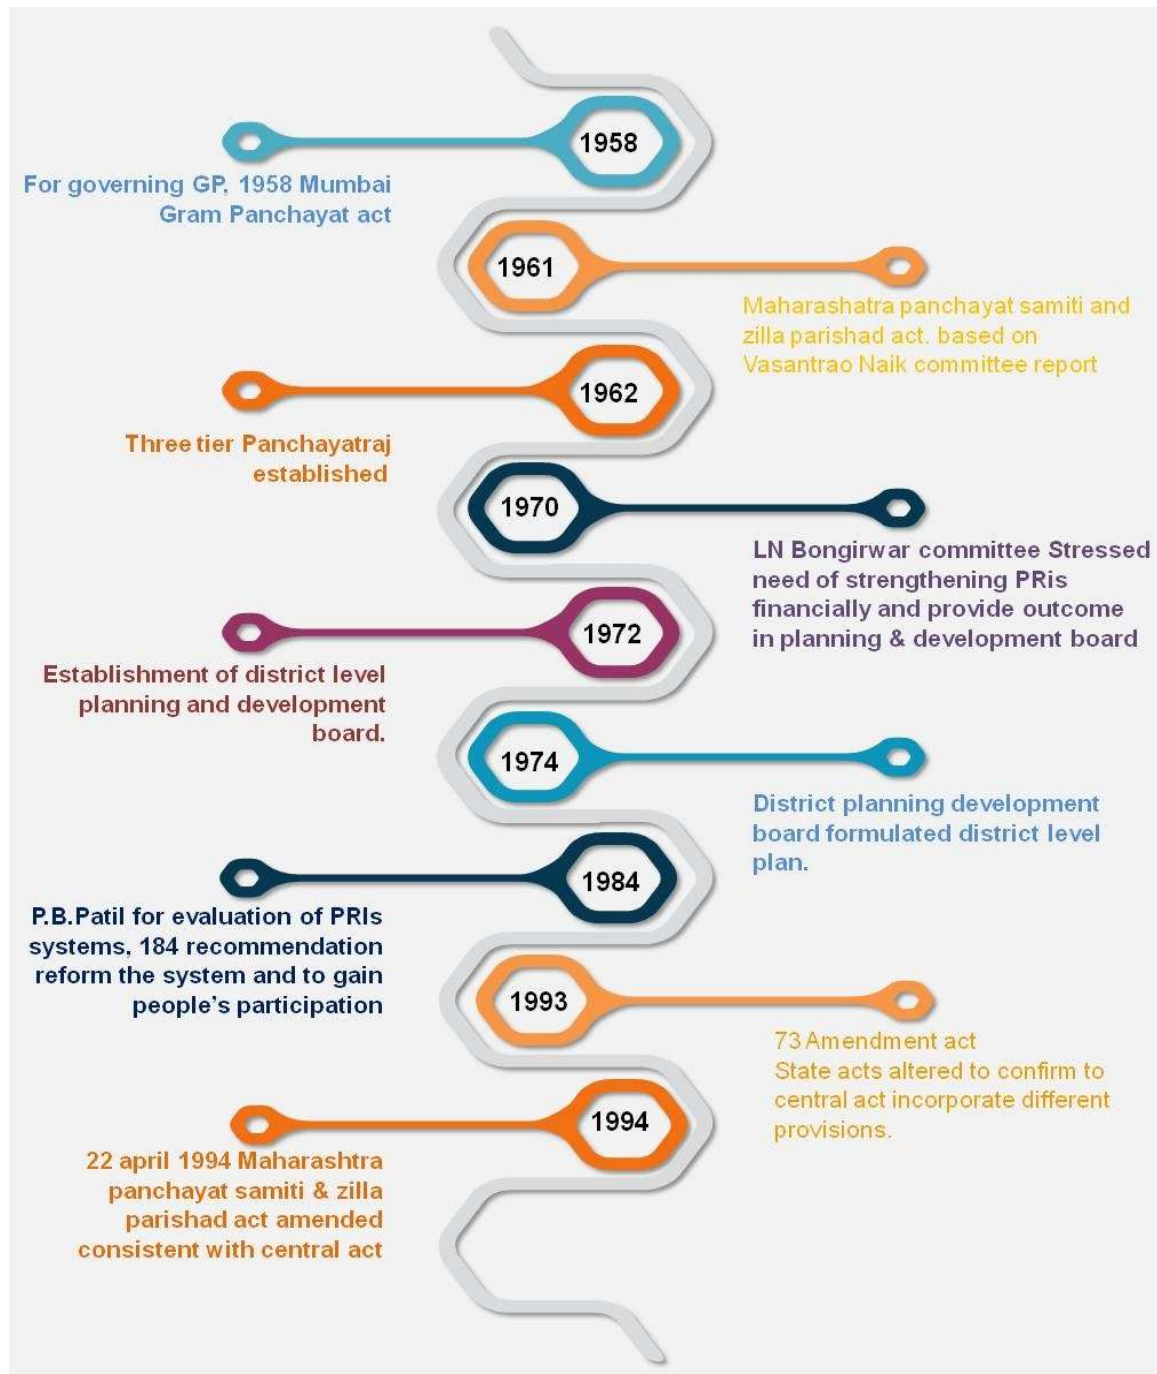 1958
For governing GP, 1958 Mumbai
Gram Panchayat act
1961
Maharashatra panchayat samiti and
zilla parishad act. based on
Vasantrao Naik committee report
1962
Three tier Panchayatraj
established
1970
LN Bongirwar committee Stressed
need of strengthening PRis
financially and provide outcome
in planning & development board
1972
Establishment of district level
planning and development
board.
1974
District planning development
board formulated district level
plan.
1984
P.B.Patil for evaluation of PRIs
systems, 184 recommendation
reform the system and to gain
people's participation
1993
73 Amendment act
State acts altered to confirm to
central act incorporate different
provisions.
1994
22 april 1994 Maharashtra
panchayat samiti & zilla
parishad act amended
consistent with central act